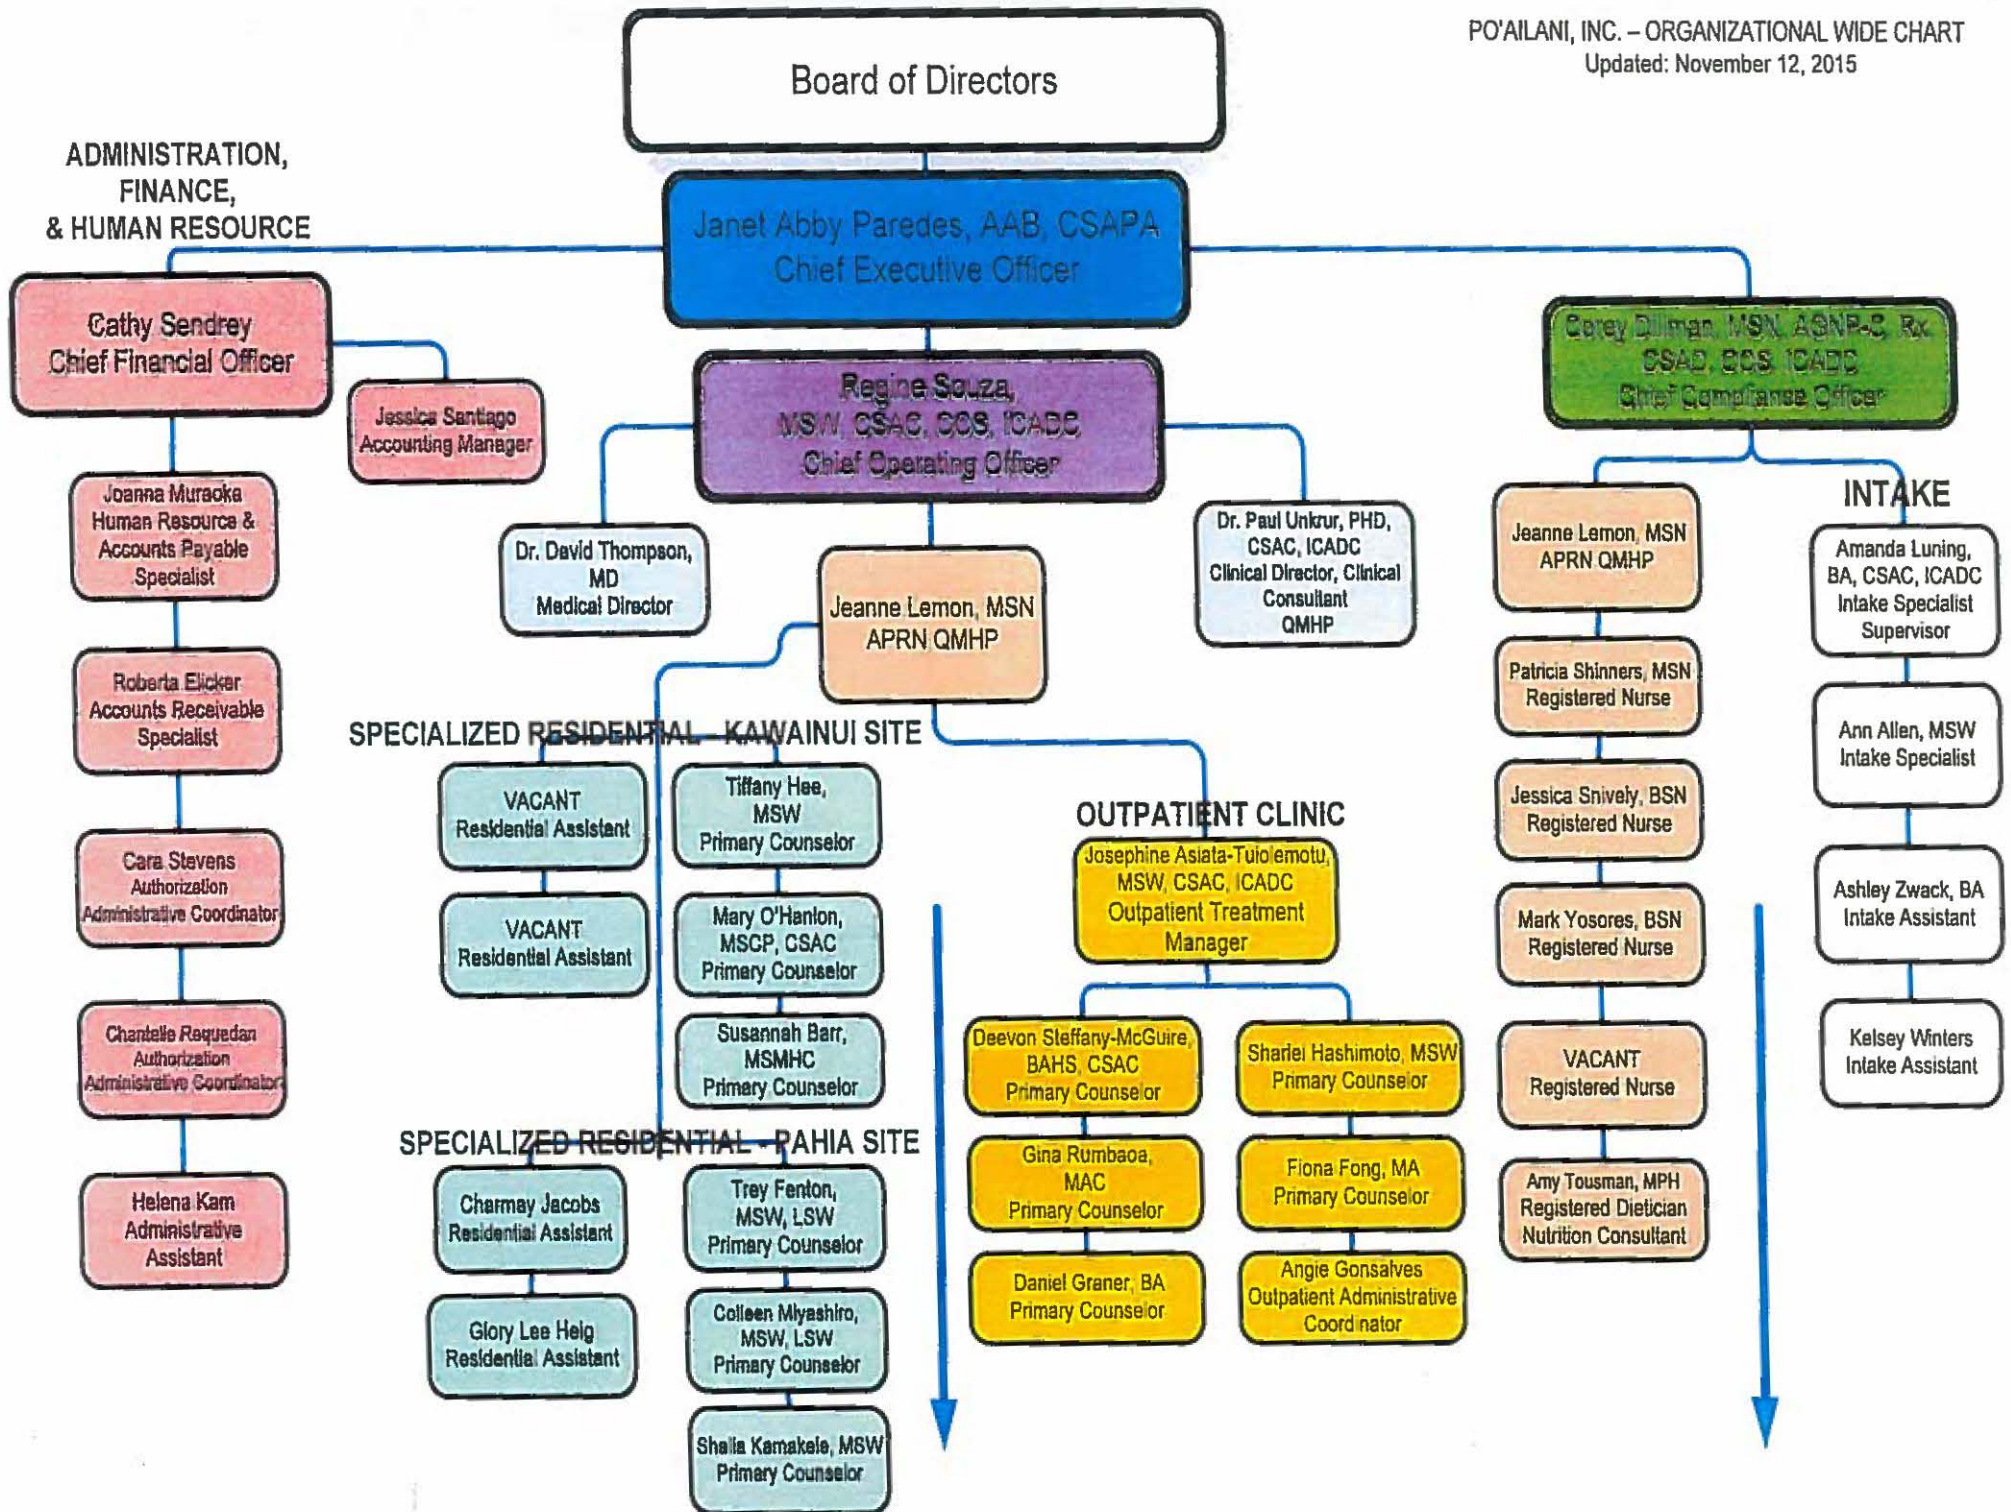 PO'AILANI, INC. – ORGANIZATIONAL WIDE CHART
Updated: November 12, 2015
Board of Directors
ADMINISTRATION,
FINANCE,
& HUMAN RESOURCE
Janet Abby Paredes, AAB, CSAPA
Chief Executive Officer
Cathy Sendrey
Chief Financial Officer
Jessica Santiago
Accounting Manager
Joanna Muraoka
Human Resource &
Accounts Payable
Specialist
Roberta Elicker
Accounts Receivable
Specialist
Cara Stevens
Authorization
Administrative Coordinator
Chantelle Requedan
Authorization
Administrative Coordinator
Helena Kam
Administrative
Assistant
Regine Souza,
MSW, CSAC, CCS, ICADC
Chief Operating Officer
Dr. David Thompson,
MD
Medical Director
Jeanne Lemon, MSN
APRN QMHP
Dr. Paul Unkrur, PHD,
CSAC, ICADC
Clinical Director, Clinical
Consultant
QMHP
SPECIALIZED RESIDENTIAL - KAWAINUI SITE
VACANT
Residential Assistant
VACANT
Residential Assistant
Tiffany Hee,
MSW
Primary Counselor
Mary O'Hanlon,
MSCP, CSAC
Primary Counselor
Susannah Barr,
MSMHC
Primary Counselor
SPECIALIZED RESIDENTIAL - PAHIA SITE
Charmay Jacobs
Residential Assistant
Glory Lee Heig
Residential Assistant
Trey Fenton,
MSW, LSW
Primary Counselor
Colleen Miyashiro,
MSW, LSW
Primary Counselor
Primary Counselor
OUTPATIENT CLINIC
Josephine Asiata-Tuiolemotu,
MSW, CSAC, ICADC
Outpatient Treatment
Manager
Deevon Steffany-McGuire,
BAHS, CSAC
Primary Counselor
Gina Rumbaoa,
MAC
Primary Counselor
Daniel Graner, BA
Primary Counselor
Hashimoto, MSW
Primary Counselor
Fiona Fong, MA
Primary Counselor
Angie Gonsalves
Outpatient Administrative
Coordinator
Dillman, MSN, AGNP-C, Rx,
CSAC, CCS, ICADC
Chief Compliance Officer
Jeanne Lemon, MSN
APRN QMHP
Patricia Shinners, MSN
Registered Nurse
Jessica Snively, BSN
Registered Nurse
Mark Yosores, BSN
Registered Nurse
VACANT
Registered Nurse
Amy Tousman, MPH
Registered Dietician
Nutrition Consultant
INTAKE
Amanda Luning,
BA, CSAC, ICADC
Intake Specialist
Supervisor
Ann Allen, MSW
Intake Specialist
Ashley Zwack, BA
Intake Assistant
Kelsey Winters
Intake Assistant